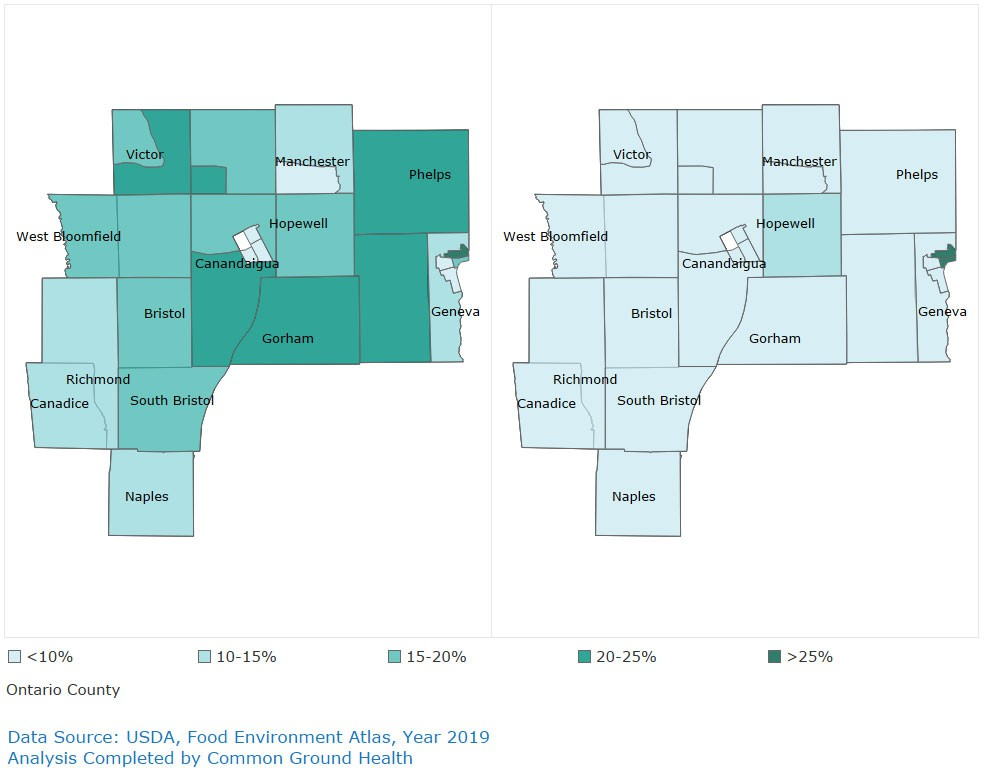 Victor
Manchester
Phelps
Hopewell
West Bloomfield
Canandaigua
Geneva
Bristol
Gorham
Richmond
Canadice
South Bristol
Naples
Victor
Manchester
Phelps
Hopewell
West Bloomfield
Canandaigua
Geneva
Bristol
Gorham
Richmond
Canadice
South Bristol
Naples
<10% 10-15% 15-20% 20-25% >25%
Ontario County
Data Source: USDA, Food Environment Atlas, Year 2019
Analysis Completed by Common Ground Health